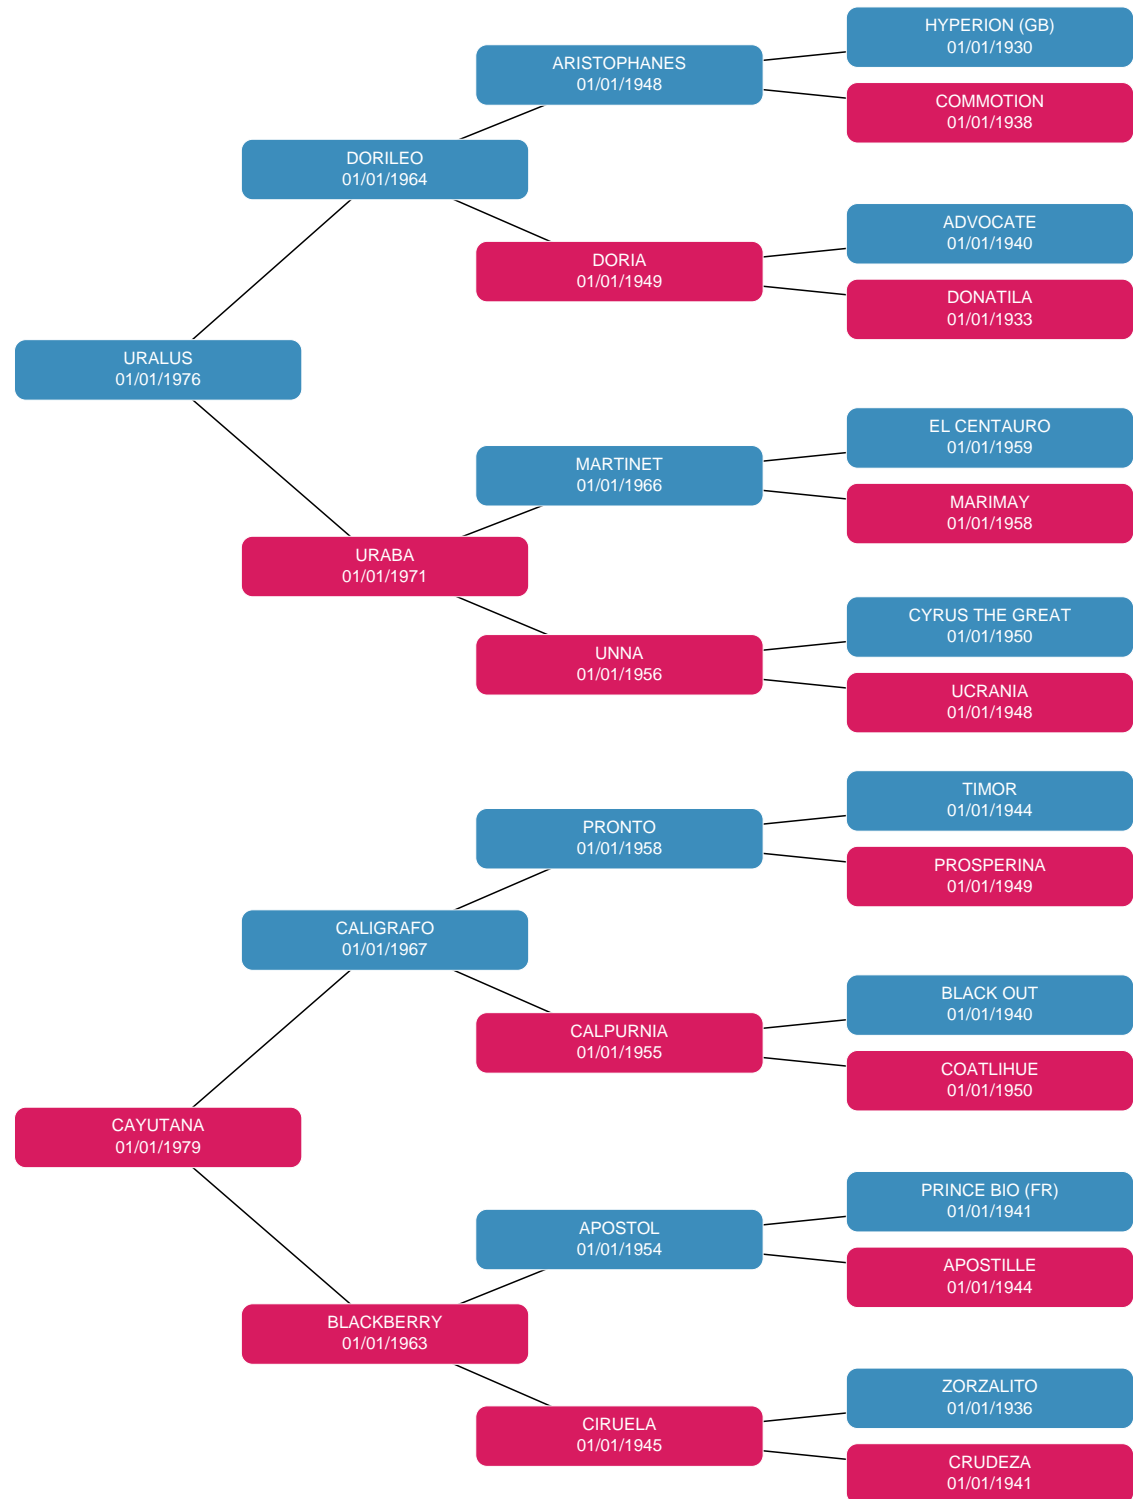 HYPERION (GB)
01/01/1930
ARISTOPHANES
01/01/1948
COMMOTION
01/01/1938
DORILEO
01/01/1964
ADVOCATE
01/01/1940
DORIA
01/01/1949
DONATILA
01/01/1933
URALUS
01/01/1976
EL CENTAURO
01/01/1959
MARTINET
01/01/1966
MARIMAY
01/01/1958
URABA
01/01/1971
CYRUS THE GREAT
01/01/1950
UNNA
01/01/1956
UCRANIA
01/01/1948
TIMOR
01/01/1944
PRONTO
01/01/1958
PROSPERINA
01/01/1949
CALIGRAFO
01/01/1967
BLACK OUT
01/01/1940
CALPURNIA
01/01/1955
COATLIHUE
01/01/1950
CAYUTANA
01/01/1979
PRINCE BIO (FR)
01/01/1941
APOSTOL
01/01/1954
APOSTILLE
01/01/1944
BLACKBERRY
01/01/1963
ZORZALITO
01/01/1936
CIRUELA
01/01/1945
CRUDEZA
01/01/1941